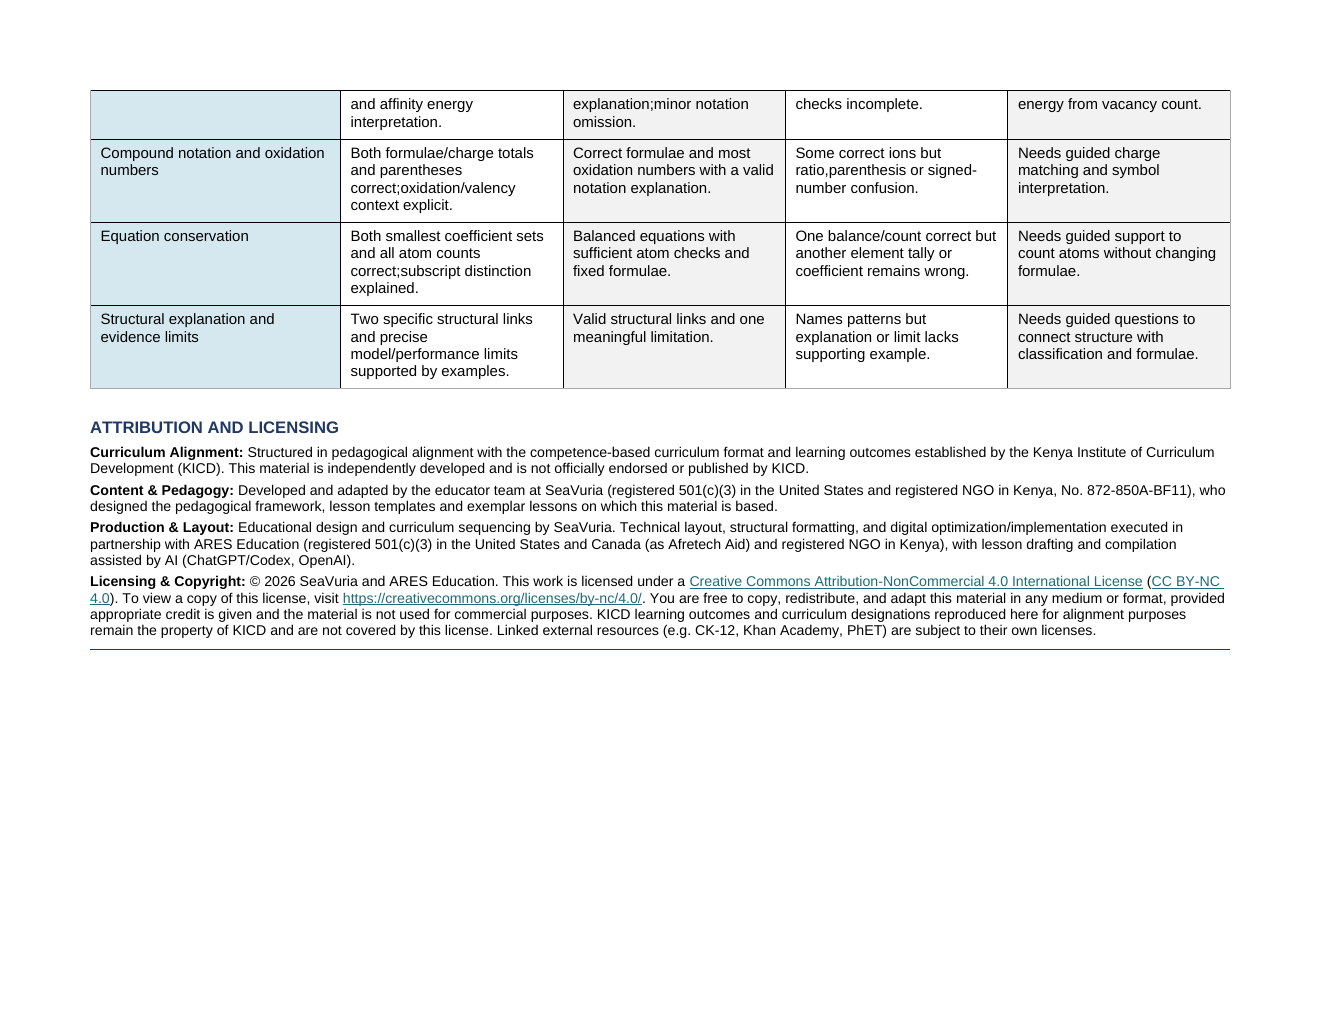 and affinity energy
interpretation.
explanation;minor notation
omission.
checks incomplete.
energy from vacancy count.
Compound notation and oxidation
numbers
Both formulae/charge totals
and parentheses
correct;oxidation/valency
context explicit.
Correct formulae and most
oxidation numbers with a valid
notation explanation.
Some correct ions but
ratio,parenthesis or signed-
number confusion.
Needs guided charge
matching and symbol
interpretation.
Equation conservation
Both smallest coefficient sets
and all atom counts
correct;subscript distinction
explained.
Balanced equations with
sufficient atom checks and
fixed formulae.
One balance/count correct but
another element tally or
coefficient remains wrong.
Needs guided support to
count atoms without changing
formulae.
Structural explanation and
evidence limits
Two specific structural links
and precise
model/performance limits
supported by examples.
Valid structural links and one
meaningful limitation.
Names patterns but
explanation or limit lacks
supporting example.
Needs guided questions to
connect structure with
classification and formulae.
ATTRIBUTION AND LICENSING
Curriculum Alignment: Structured in pedagogical alignment with the competence-based curriculum format and learning outcomes established by the Kenya Institute of Curriculum
Development (KICD). This material is independently developed and is not officially endorsed or published by KICD.
Content & Pedagogy: Developed and adapted by the educator team at SeaVuria (registered 501(c)(3) in the United States and registered NGO in Kenya, No. 872-850A-BF11), who
designed the pedagogical framework, lesson templates and exemplar lessons on which this material is based.
Production & Layout: Educational design and curriculum sequencing by SeaVuria. Technical layout, structural formatting, and digital optimization/implementation executed in
partnership with ARES Education (registered 501(c)(3) in the United States and Canada (as Afretech Aid) and registered NGO in Kenya), with lesson drafting and compilation
assisted by AI (ChatGPT/Codex, OpenAI).
Licensing & Copyright: © 2026 SeaVuria and ARES Education. This work is licensed under a Creative Commons Attribution-NonCommercial 4.0 International License (CC BY-NC
4.0). To view a copy of this license, visit https://creativecommons.org/licenses/by-nc/4.0/. You are free to copy, redistribute, and adapt this material in any medium or format, provided
appropriate credit is given and the material is not used for commercial purposes. KICD learning outcomes and curriculum designations reproduced here for alignment purposes
remain the property of KICD and are not covered by this license. Linked external resources (e.g. CK-12, Khan Academy, PhET) are subject to their own licenses.